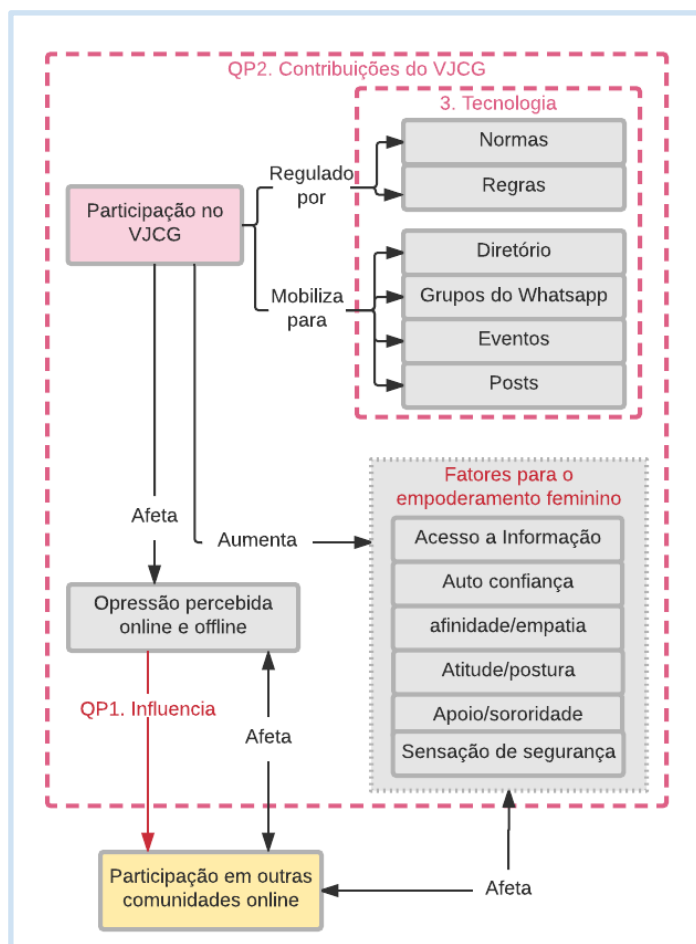 QP2. Contribuições do VJCG
3. Tecnologia
Normas
Regulado
por
Regras
Participação no
VJCG
Diretório
Mobiliza
para
Grupos do Whatsapp
Eventos
Posts
Fatores para o
empoderamento feminino
Afeta
Aumenta
Acesso a Informação
Auto confiança
Opressão percebida
online e offline
afinidade/empatia
Atitude/postura
QP1. Influencia
Apoio/sororidade
Afeta
Sensação de segurança
Participação em outras
comunidades online
Afeta